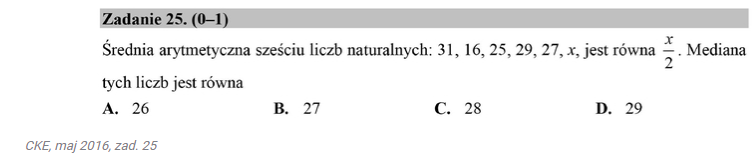 Zadanie 25. (0–1)
Średnia arytmetyczna sześciu liczb naturalnych: 31, 16, 25, 29, 27, x, jest równa x/2. Mediana
tych liczb jest równa
A. 26 B. 27 C. 28 D. 29
CKE, maj 2016, zad. 25